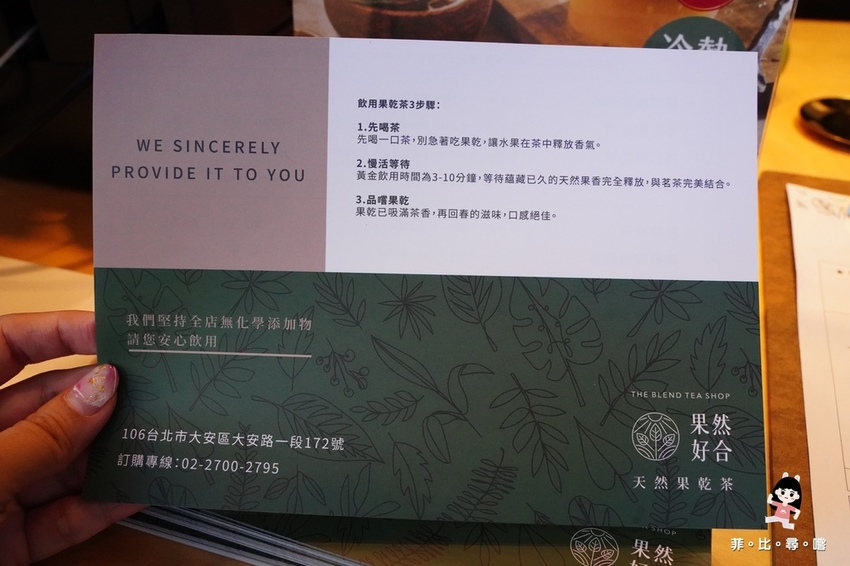 冷熱
WE SINCERELY
PROVIDE IT TO YOU
飲用果乾茶3步驟：
1.先喝茶
先喝一口茶，別急著吃果乾，讓水果在茶中釋放香氣。
2.慢活等待
黃金飲用時間為3-10分鐘，等待蘊藏已久的天然果香完全釋放，與茗茶完美結合。
3.品嚐果乾
果乾已吸滿茶香，再回春的滋味，口感絕佳。
我們堅持全店無化學添加物
請您安心飲用
106台北市大安區大安路一段172號
訂購專線：02-2700-2795
THE BLEND TEA SHOP
果然
好合
天然果乾茶
SHOP
果然
好合
菲。比。尋。嚐